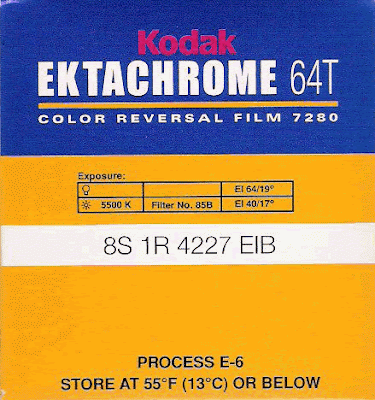 Kodak
EKTACHROME 64T
COLOR REVERSAL FILM 7280
Exposure:
EI 64/19°
5500 K Filter No. 85B EI 40/17°
8S 1R 4227 EIB
PROCESS E-6
STORE AT 55°F (13°C) OR BELOW